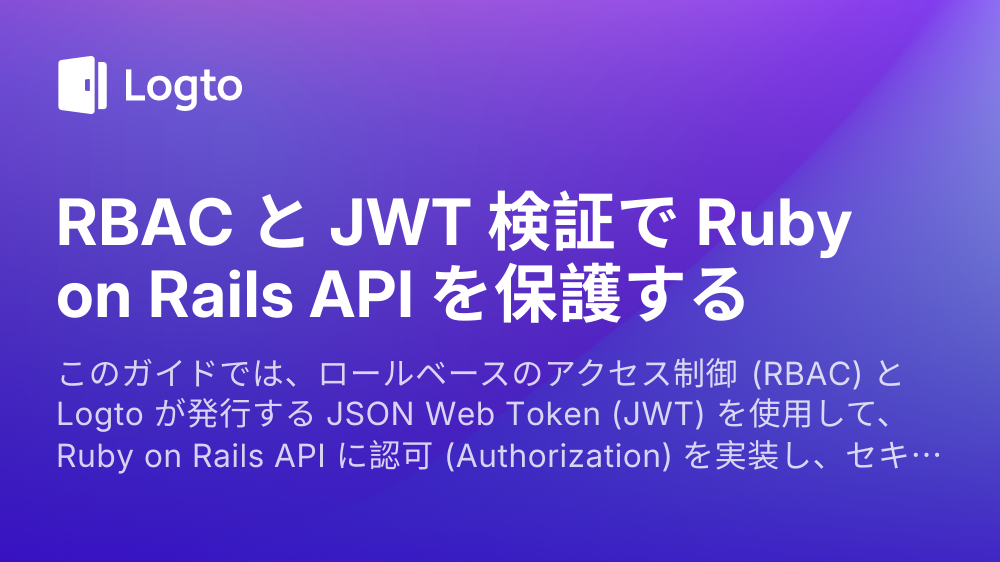 Logto
RBAC と JWT 検証で Ruby
on Rails API を保護する
このガイドでは、ロールベースのアクセス制御 (RBAC) と
Logto が発行する JSON Web Token (JWT) を使用して、
Ruby on Rails API に認可 (Authorization) を実装し、セキ…